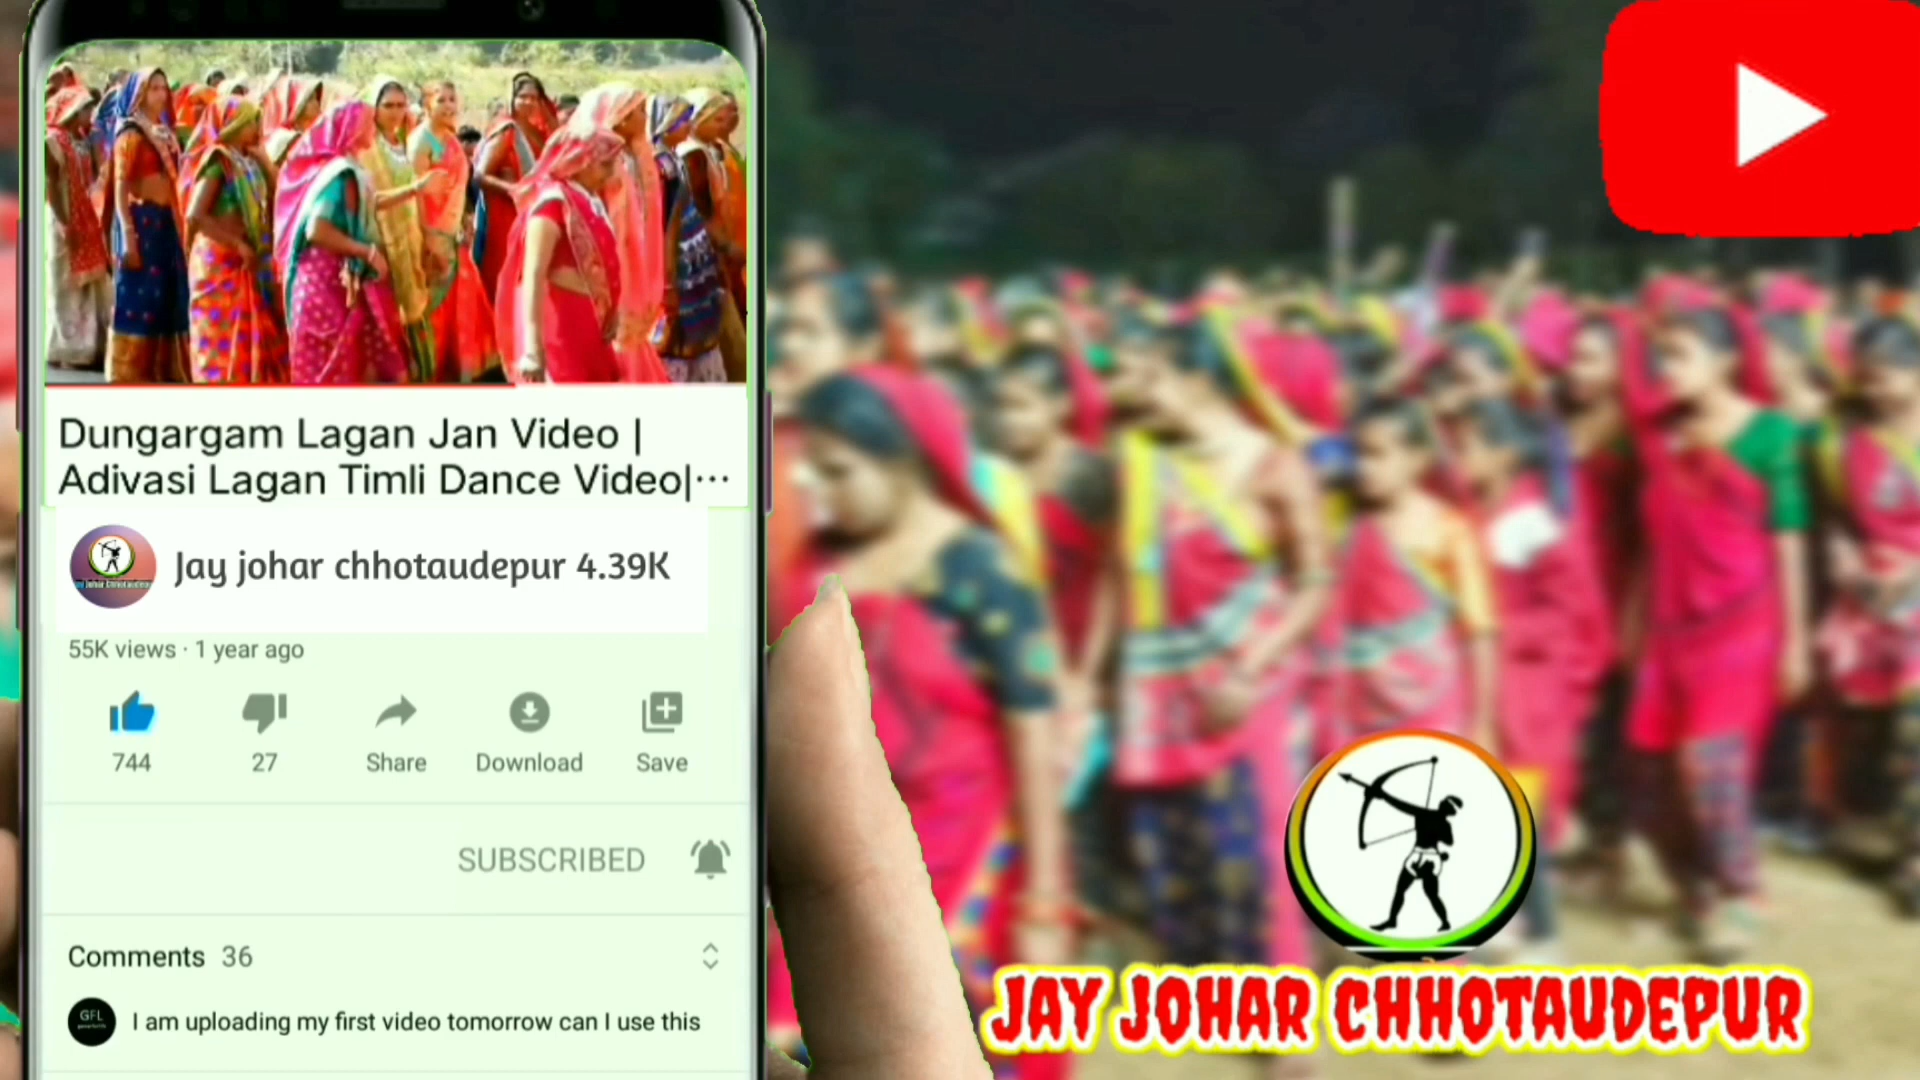 Dungargam Lagan Jan Video |
Adivasi Lagan Timli Dance Video|...
Jay johar chhotaudepur 4.39K
55K views · 1 year ago
744
27
Share
Download
Save
SUBSCRIBED
Comments 36
GFL
I am uploading my first video tomorrow can I use this
JAY JOHAR CHHOTAUDEPUR